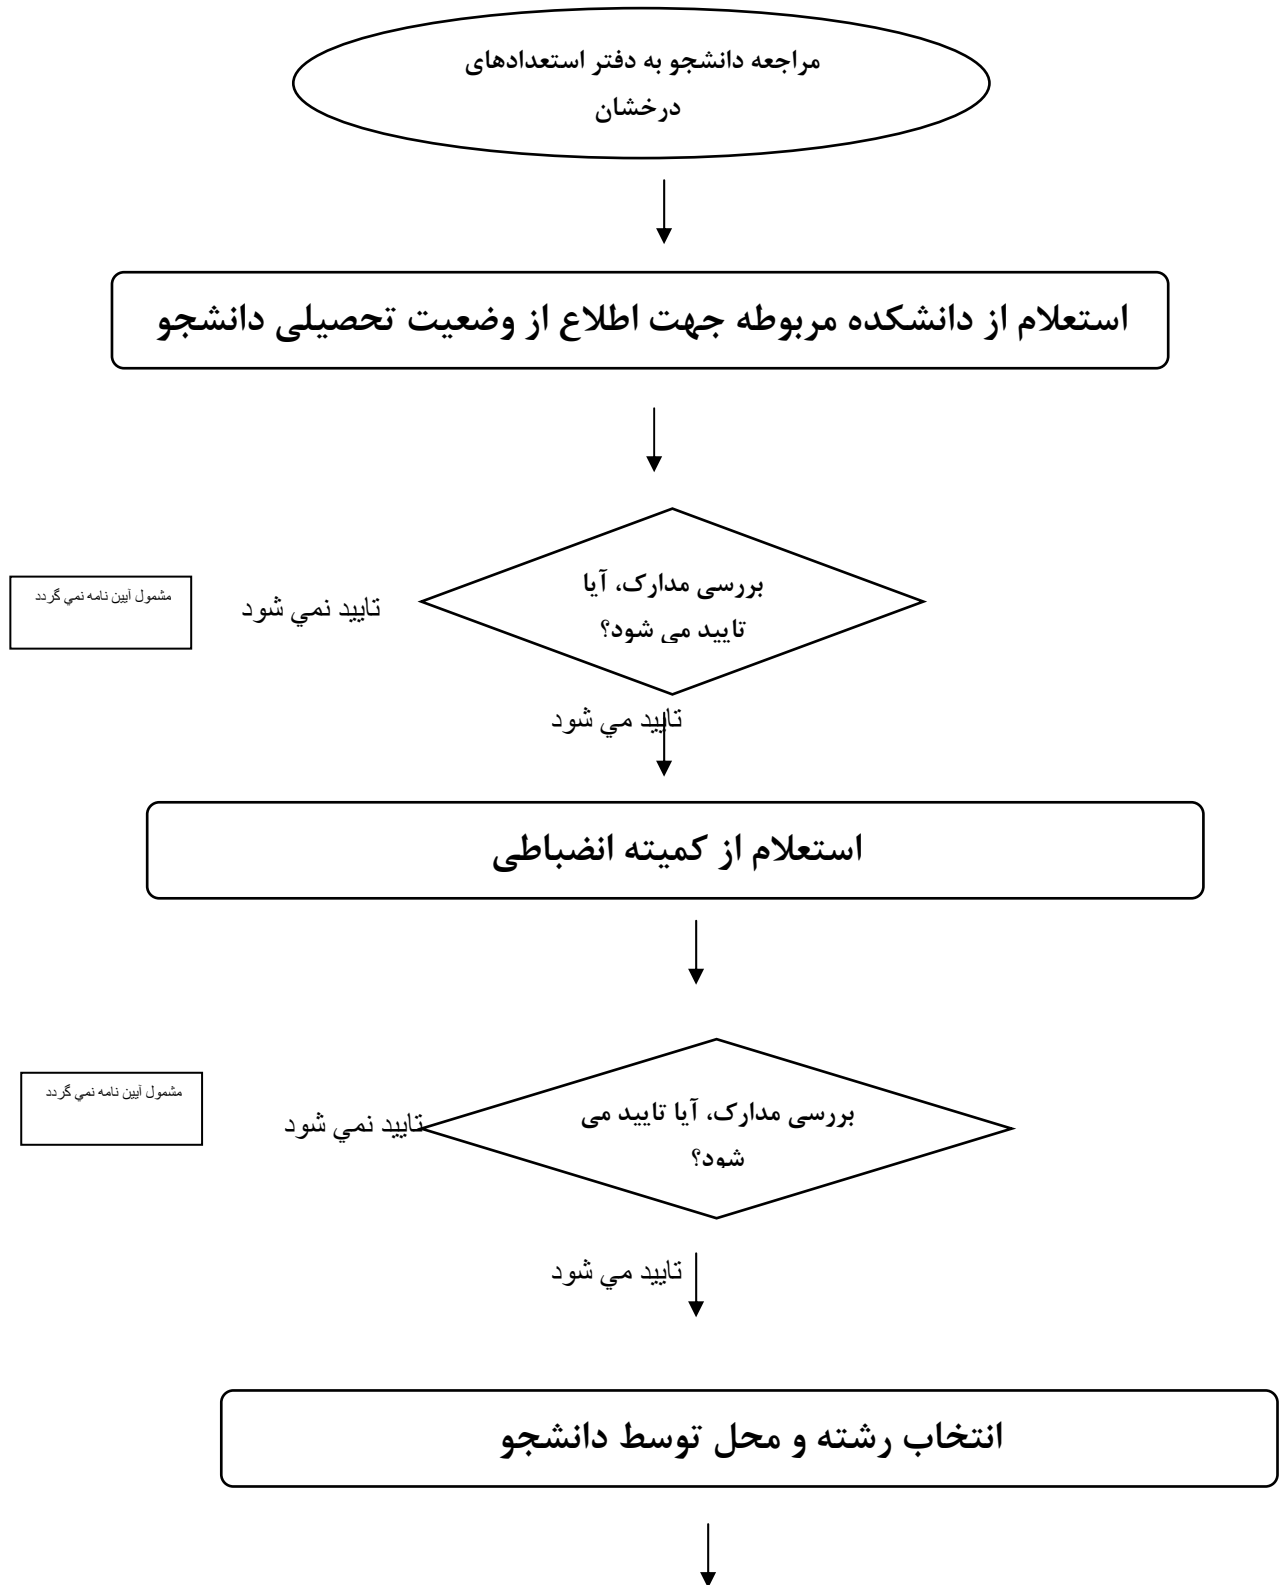 مراجعه دانشجو به دفتر استعدادهای
درخشان
استعلام از دانشکده مربوطه جهت اطلاع از وضعیت تحصیلی دانشجو
بررسی مدارک، آیا
تایید می شود؟
تاييد نمي شود
مشمول آيين نامه نمي گردد
تاييد مي شود
استعلام از کمیته انضباطی
بررسی مدارک، آیا تایید می
شود؟
تاييد نمي شود
مشمول آيين نامه نمي گردد
تاييد مي شود
انتخاب رشته و محل توسط دانشجو